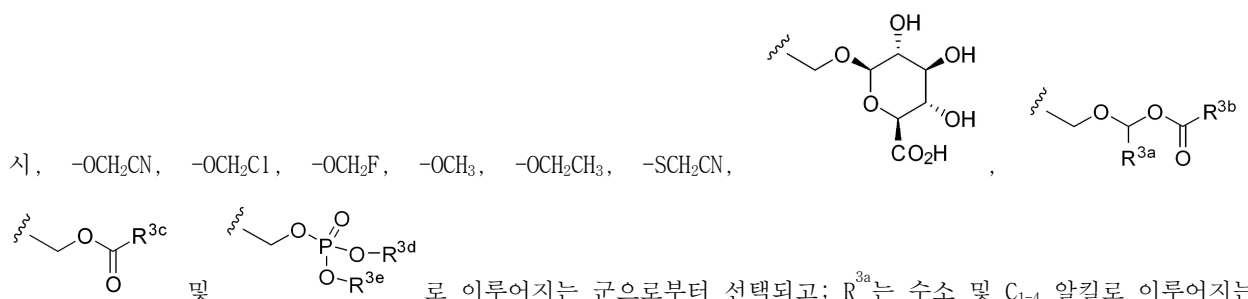 OH
O OH
O OH
CO₂H
O O R³ᵇ
R³ᵃ O
시, -OCH₂CN, -OCH₂Cl, -OCH₂F, -OCH₃, -OCH₂CH₃, -SCH₂CN, ,
O R³ᶜ
O
및
O O
P O-R³ᵈ
O-R³ᵉ
로 이루어지는 군으로부터 선택되고; R³ᵃ는 수소 및 C₁₋₄ 알킬로 이루어지는